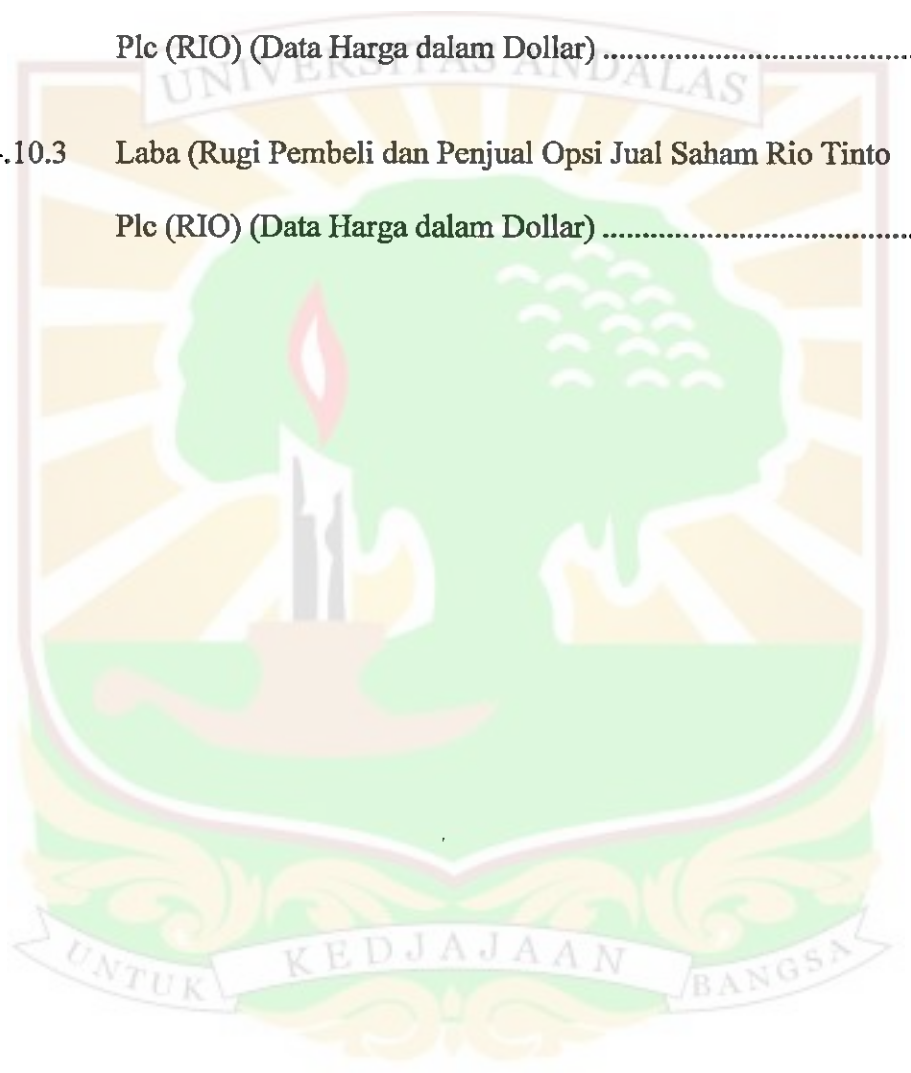 Plc (RIO) (Data Harga dalam Dollar) ........................................
UNIVERSITAS ANDALAS
.10.3 Laba (Rugi Pembeli dan Penjual Opsi Jual Saham Rio Tinto
Plc (RIO) (Data Harga dalam Dollar) ........................................
UNTUK KEDJAJAAN BANGSA